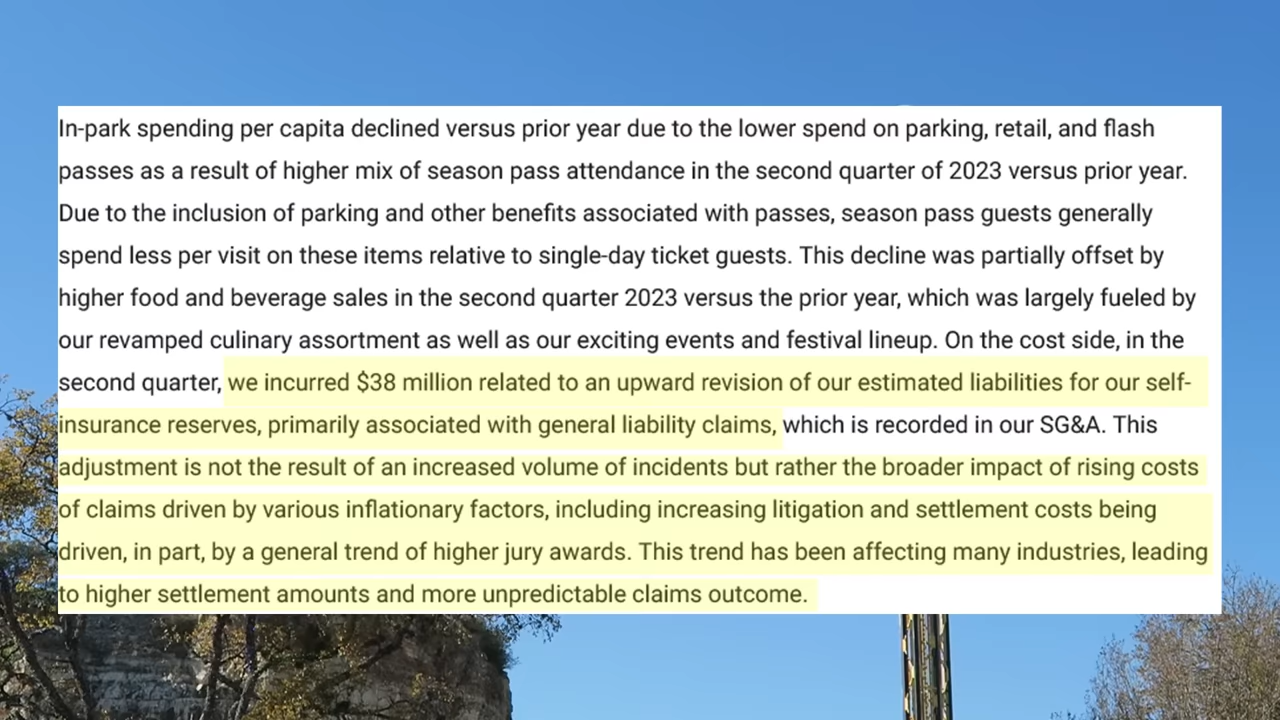 In-park spending per capita declined versus prior year due to the lower spend on parking, retail, and flash
passes as a result of higher mix of season pass attendance in the second quarter of 2023 versus prior year.
Due to the inclusion of parking and other benefits associated with passes, season pass guests generally
spend less per visit on these items relative to single-day ticket guests. This decline was partially offset by
higher food and beverage sales in the second quarter 2023 versus the prior year, which was largely fueled by
our revamped culinary assortment as well as our exciting events and festival lineup. On the cost side, in the
second quarter, we incurred $38 million related to an upward revision of our estimated liabilities for our self-
insurance reserves, primarily associated with general liability claims, which is recorded in our SG&A. This
adjustment is not the result of an increased volume of incidents but rather the broader impact of rising costs
of claims driven by various inflationary factors, including increasing litigation and settlement costs being
driven, in part, by a general trend of higher jury awards. This trend has been affecting many industries, leading
to higher settlement amounts and more unpredictable claims outcome.